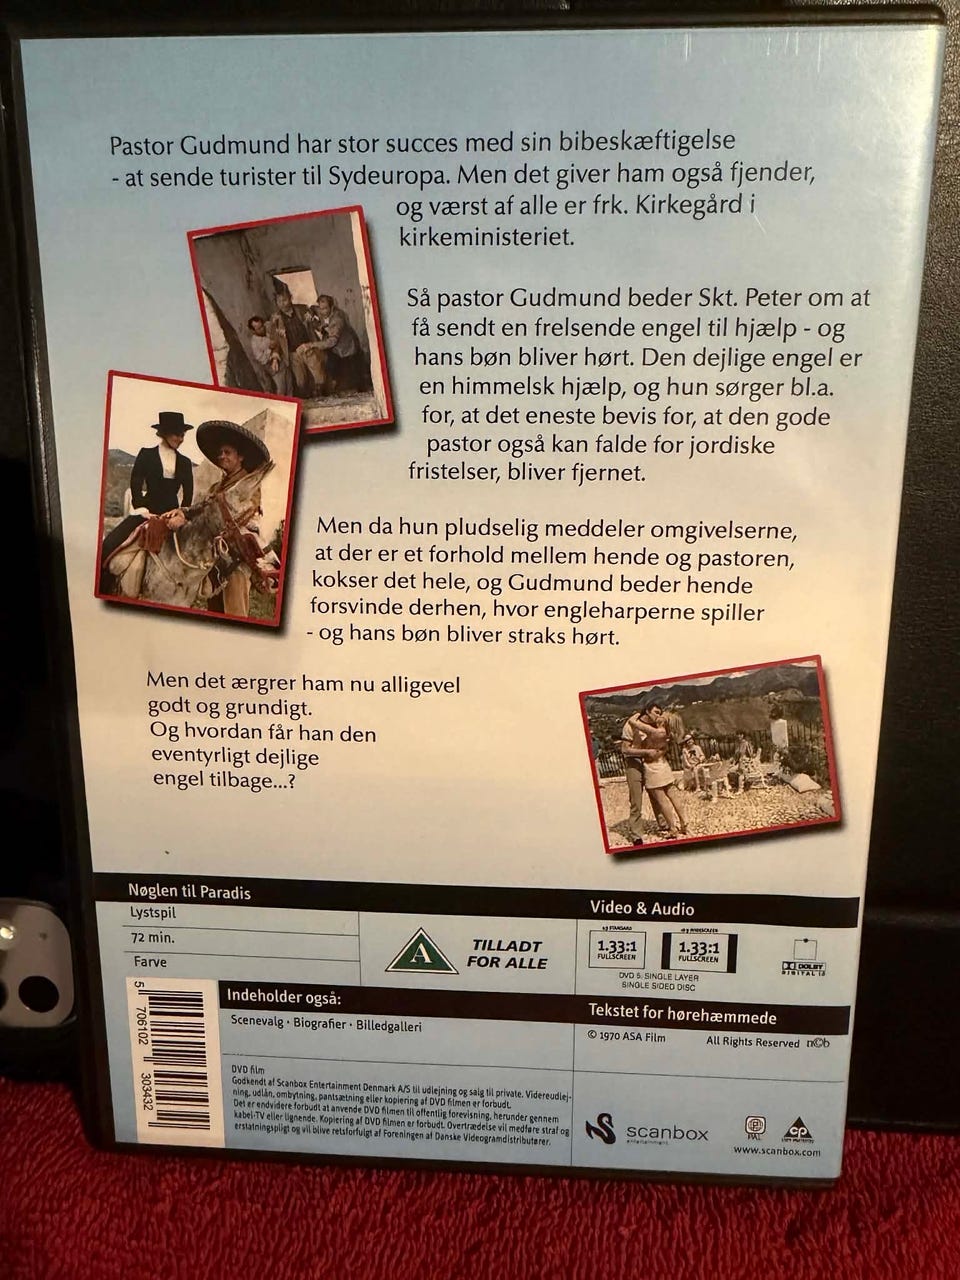 Pastor Gudmund har stor succes med sin bibeskæftigelse
- at sende turister til Sydeuropa. Men det giver ham også fjender,
og værst af alle er frk. Kirkegård i
kirkeministeriet.
Så pastor Gudmund beder Skt. Peter om at
få sendt en frelsende engel til hjælp - og
hans bøn bliver hørt. Den dejlige engel er
en himmelsk hjælp, og hun sørger bl.a.
for, at det eneste bevis for, at den gode
pastor også kan falde for jordiske
fristelser, bliver fjernet.
Men da hun pludselig meddeler omgivelserne,
at der er et forhold mellem hende og pastoren,
kokser det hele, og Gudmund beder hende
forsvinde derhen, hvor engleharperne spiller
- og hans bøn bliver straks hørt.
Men det ærgrer ham nu alligevel
godt og grundigt.
Og hvordan får han den
eventyrligt dejlige
engel tilbage...?
Nøglen til Paradis
Lystspil
72 min.
Farve
A
TILLADT
FOR ALLE
Video & Audio
4:3 STANDARD
1.33:1
FULLSCREEN
16:9 WIDESCREEN
1.33:1
FULLSCREEN
DVD 5: SINGLE LAYER
SINGLE SIDED DISC
DOLBY
DIGITAL
Indeholder også:
Scenevalg · Biografier · Billedgalleri
Tekstet for hørehæmmede
© 1970 ASA Film
All Rights Reserved n©b
5 706102 303432
DVD film
Godkendt af Scanbox Entertainment Denmark A/S til udlejning og salg til private. Videreudlej-
ning, udlån, ombytning, pantsætning eller kopiering af DVD filmen er forbudt.
Det er endvidere forbudt at anvende DVD filmen til offentlig forevisning, herunder gennem
kabel-TV eller lignende. Kopiering af DVD filmen er forbudt. Overtrædelse vil medføre straf og
erstatningspligt og vil blive retsforfulgt af Foreningen af Danske Videogramdistributører.
scanbox
entertainment
PAL
CP
www.scanbox.com